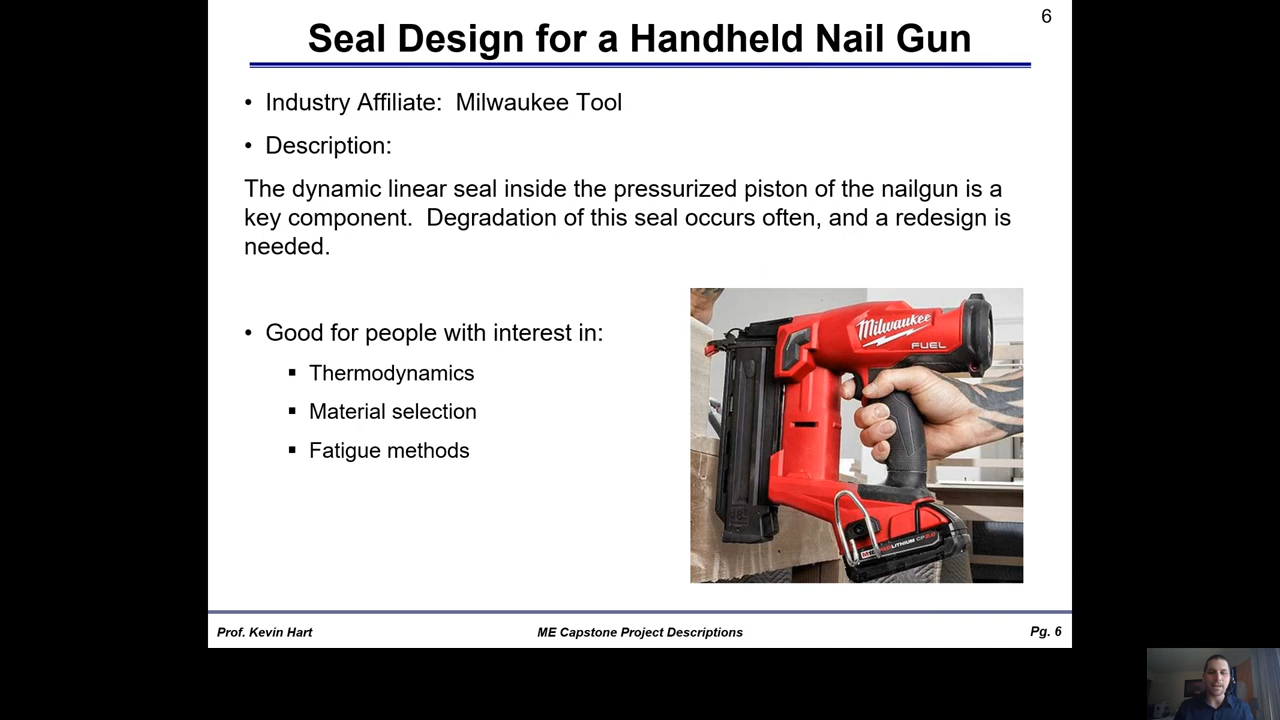 6
Seal Design for a Handheld Nail Gun
• Industry Affiliate:  Milwaukee Tool
• Description:
The dynamic linear seal inside the pressurized piston of the nailgun is a
key component.  Degradation of this seal occurs often, and a redesign is
needed.
• Good for people with interest in:
▪ Thermodynamics
▪ Material selection
▪ Fatigue methods
Milwaukee
FUEL
LITHIUM CP2.0
Prof. Kevin Hart
ME Capstone Project Descriptions
Pg. 6